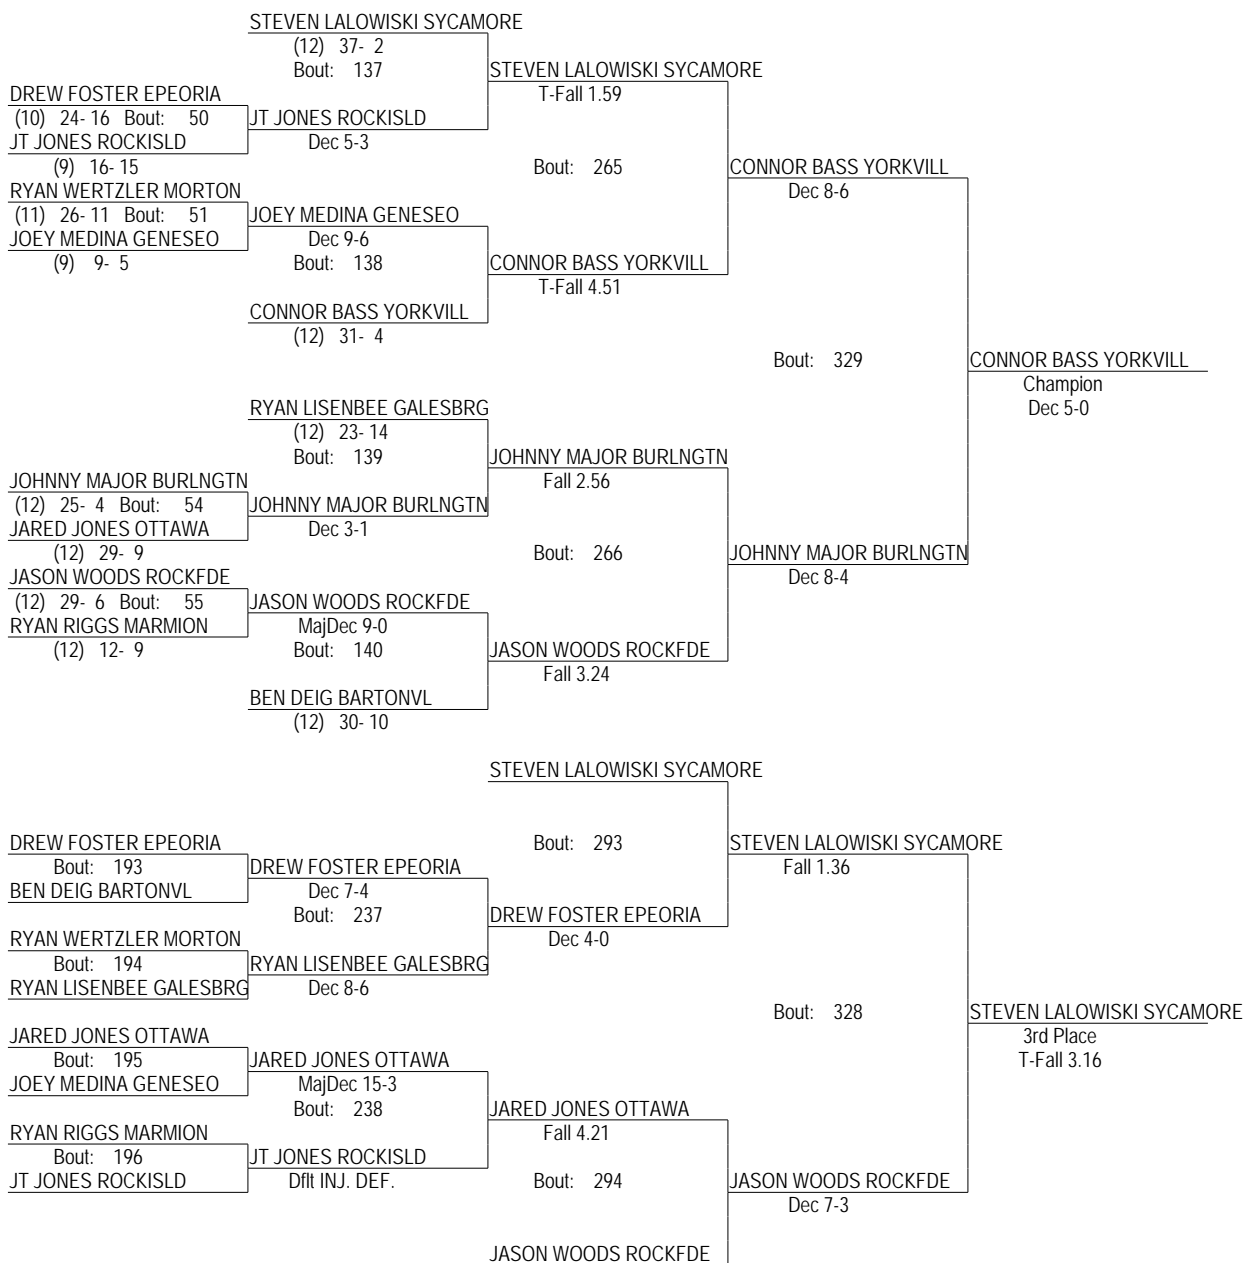 STEVEN LALOWISKI SYCAMORE
(12) 37- 2
Bout: 137
STEVEN LALOWISKI SYCAMORE
T-Fall 1.59
DREW FOSTER EPEORIA
(10) 24- 16 Bout: 50
JT JONES ROCKISLD
Dec 5-3
JT JONES ROCKISLD
(9) 16- 15
Bout: 265
CONNOR BASS YORKVILL
Dec 8-6
RYAN WERTZLER MORTON
(11) 26- 11 Bout: 51
JOEY MEDINA GENESEO
Dec 9-6
JOEY MEDINA GENESEO
(9) 9- 5
Bout: 138
CONNOR BASS YORKVILL
T-Fall 4.51
CONNOR BASS YORKVILL
(12) 31- 4
Bout: 329
CONNOR BASS YORKVILL
Champion
Dec 5-0
RYAN LISENBEE GALESBRG
(12) 23- 14
Bout: 139
JOHNNY MAJOR BURLNGTN
Fall 2.56
JOHNNY MAJOR BURLNGTN
(12) 25- 4 Bout: 54
JOHNNY MAJOR BURLNGTN
Dec 3-1
JARED JONES OTTAWA
(12) 29- 9
Bout: 266
JOHNNY MAJOR BURLNGTN
Dec 8-4
JASON WOODS ROCKFDE
(12) 29- 6 Bout: 55
JASON WOODS ROCKFDE
MajDec 9-0
RYAN RIGGS MARMION
(12) 12- 9
Bout: 140
JASON WOODS ROCKFDE
Fall 3.24
BEN DEIG BARTONVL
(12) 30- 10
STEVEN LALOWISKI SYCAMORE
Bout: 293
STEVEN LALOWISKI SYCAMORE
Fall 1.36
DREW FOSTER EPEORIA
Bout: 193
DREW FOSTER EPEORIA
Dec 7-4
BEN DEIG BARTONVL
Bout: 237
DREW FOSTER EPEORIA
Dec 4-0
RYAN WERTZLER MORTON
Bout: 194
RYAN LISENBEE GALESBRG
Dec 8-6
RYAN LISENBEE GALESBRG
Bout: 328
STEVEN LALOWISKI SYCAMORE
3rd Place
T-Fall 3.16
JARED JONES OTTAWA
Bout: 195
JARED JONES OTTAWA
MajDec 15-3
JOEY MEDINA GENESEO
Bout: 238
JARED JONES OTTAWA
Fall 4.21
RYAN RIGGS MARMION
Bout: 196
JT JONES ROCKISLD
Dflt INJ. DEF.
JT JONES ROCKISLD
Bout: 294
JASON WOODS ROCKFDE
Dec 7-3
JASON WOODS ROCKFDE